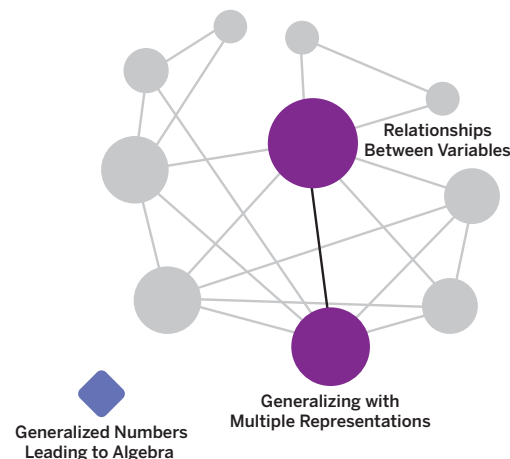 Relationships
Between Variables
Generalizing with
Multiple Representations
Generalized Numbers
Leading to Algebra